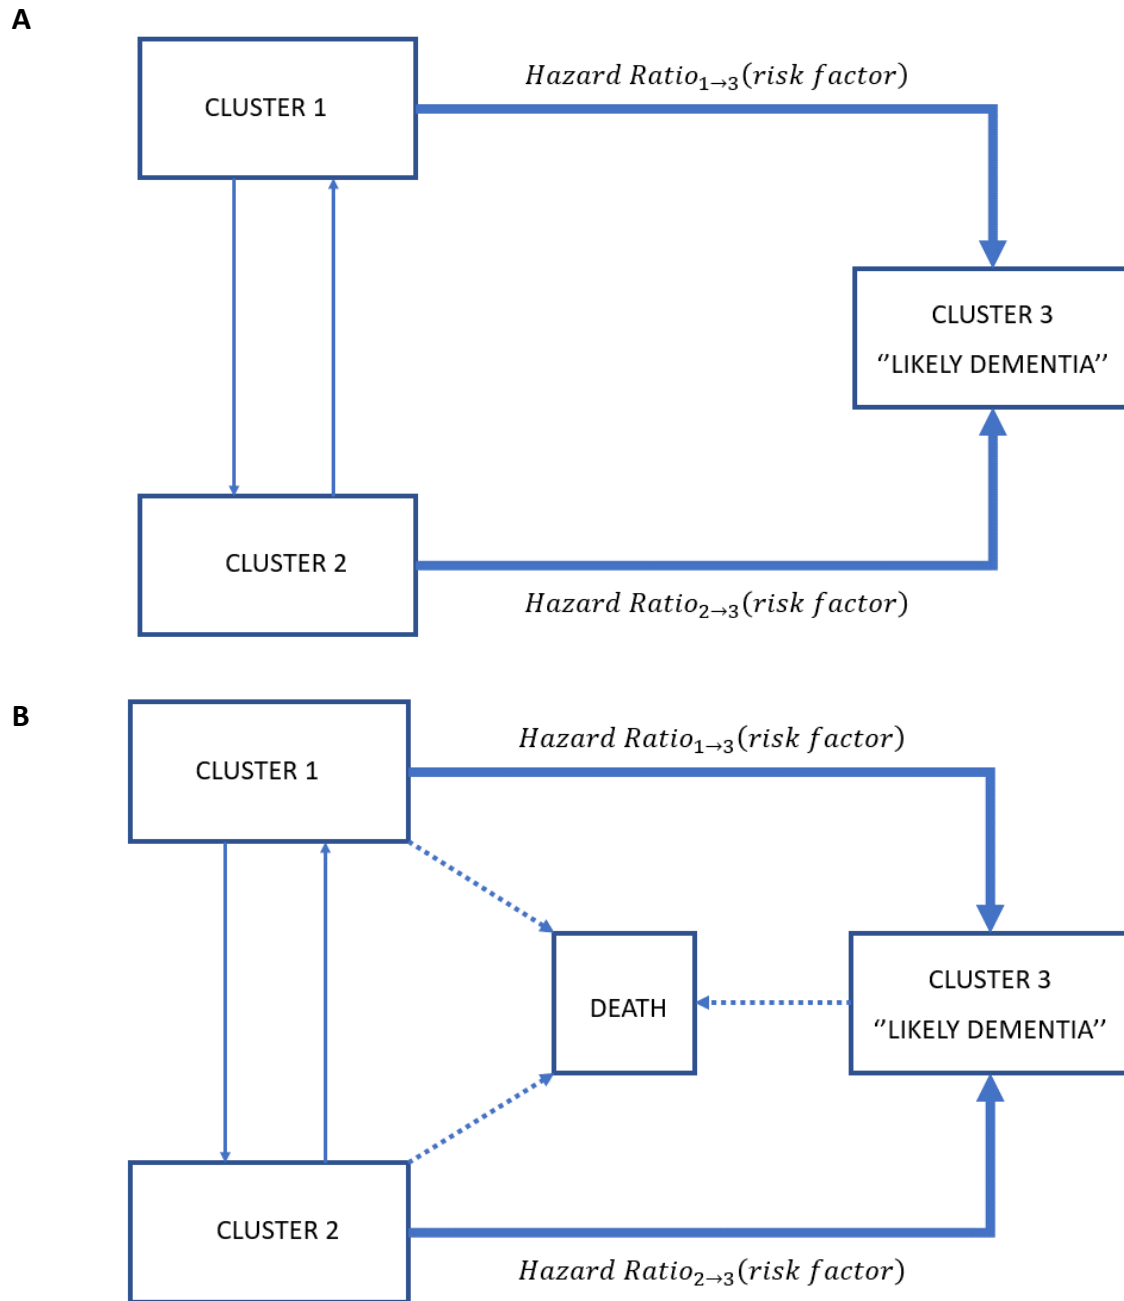 A
CLUSTER 1
Hazard Ratio₁→₃(risk factor)
CLUSTER 3
‘’LIKELY DEMENTIA’’
CLUSTER 2
Hazard Ratio₂→₃(risk factor)
B
CLUSTER 1
Hazard Ratio₁→₃(risk factor)
DEATH
CLUSTER 3
‘’LIKELY DEMENTIA’’
CLUSTER 2
Hazard Ratio₂→₃(risk factor)